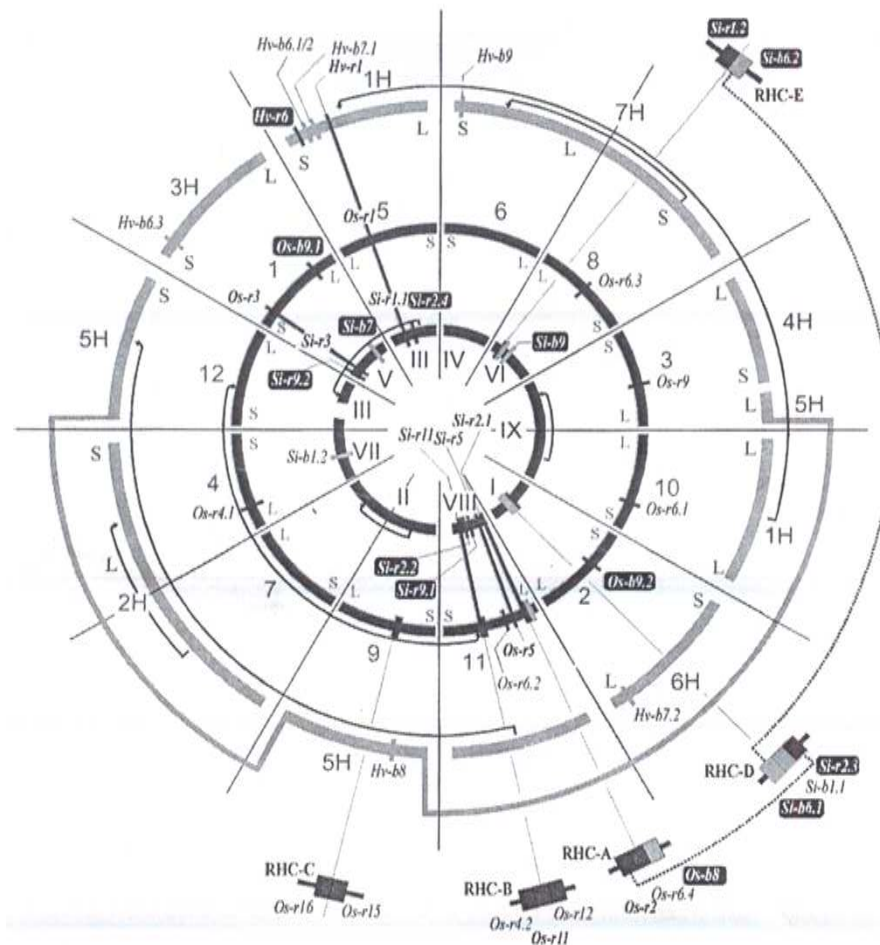 Si-r1.2
Si-b6.2
RHC-E
Hv-b6.1/2
Hv-b7.1
Hv-r1
1H
Hv-b9
7H
Hv-r6
S
L
S
L
L
3H
S
Hv-b6.3
S
Os-r1
5
6
Os-b9.1
1
L
L
S
S
L
L
8
Os-r6.3
S
5H
Os-r3
S
L
Si-r1.1
Si-r2.4
Si-b7
Si-r3
III
IV
Si-b9
VI
V
Si-r9.2
III
S
S
L
4H
S
L
5H
3
Os-r9
12
S
S
L
L
Si-r2.1
Si-r11
Si-r5
IX
Si-b1.2
VII
S
L
4
Os-r4.1
L
L
II
VIII
I
10
Os-r6.1
S
S
1H
L
2H
7
Si-r2.2
Si-r9.1
L
L
2
Os-b9.2
L
S
S
L
S
S
9
11
Os-r5
Os-r6.2
L
6H
Hv-b7.2
5H
Hv-b8
RHC-D
Si-r2.3
Si-b1.1
Si-b6.1
RHC-C
Os-r16
Os-r15
RHC-B
Os-r4.2
Os-r11
Os-r12
RHC-A
Os-b8
Os-r6.4
Os-r2